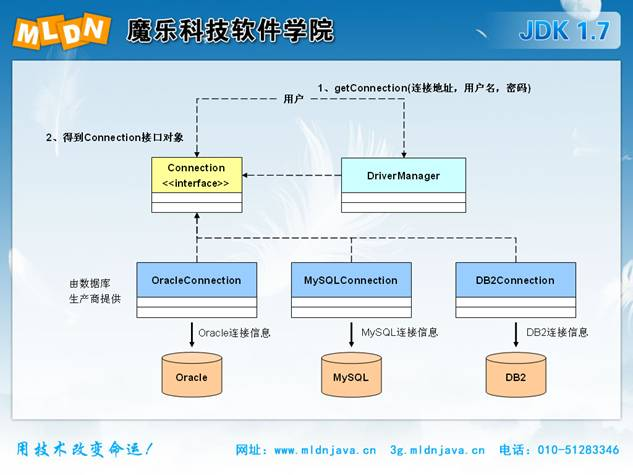 MLDN 魔乐科技软件学院
JDK 1.7
1、getConnection(连接地址，用户名，密码)
用户
2、得到Connection接口对象
Connection
<<interface>>
DriverManager
由数据库
生产商提供
OracleConnection
MySQLConnection
DB2Connection
Oracle连接信息
MySQL连接信息
DB2连接信息
Oracle
MySQL
DB2
用技术改变命运!
网址：www.mldnjava.cn 3g.mldnjava.cn 电话：010-51283346